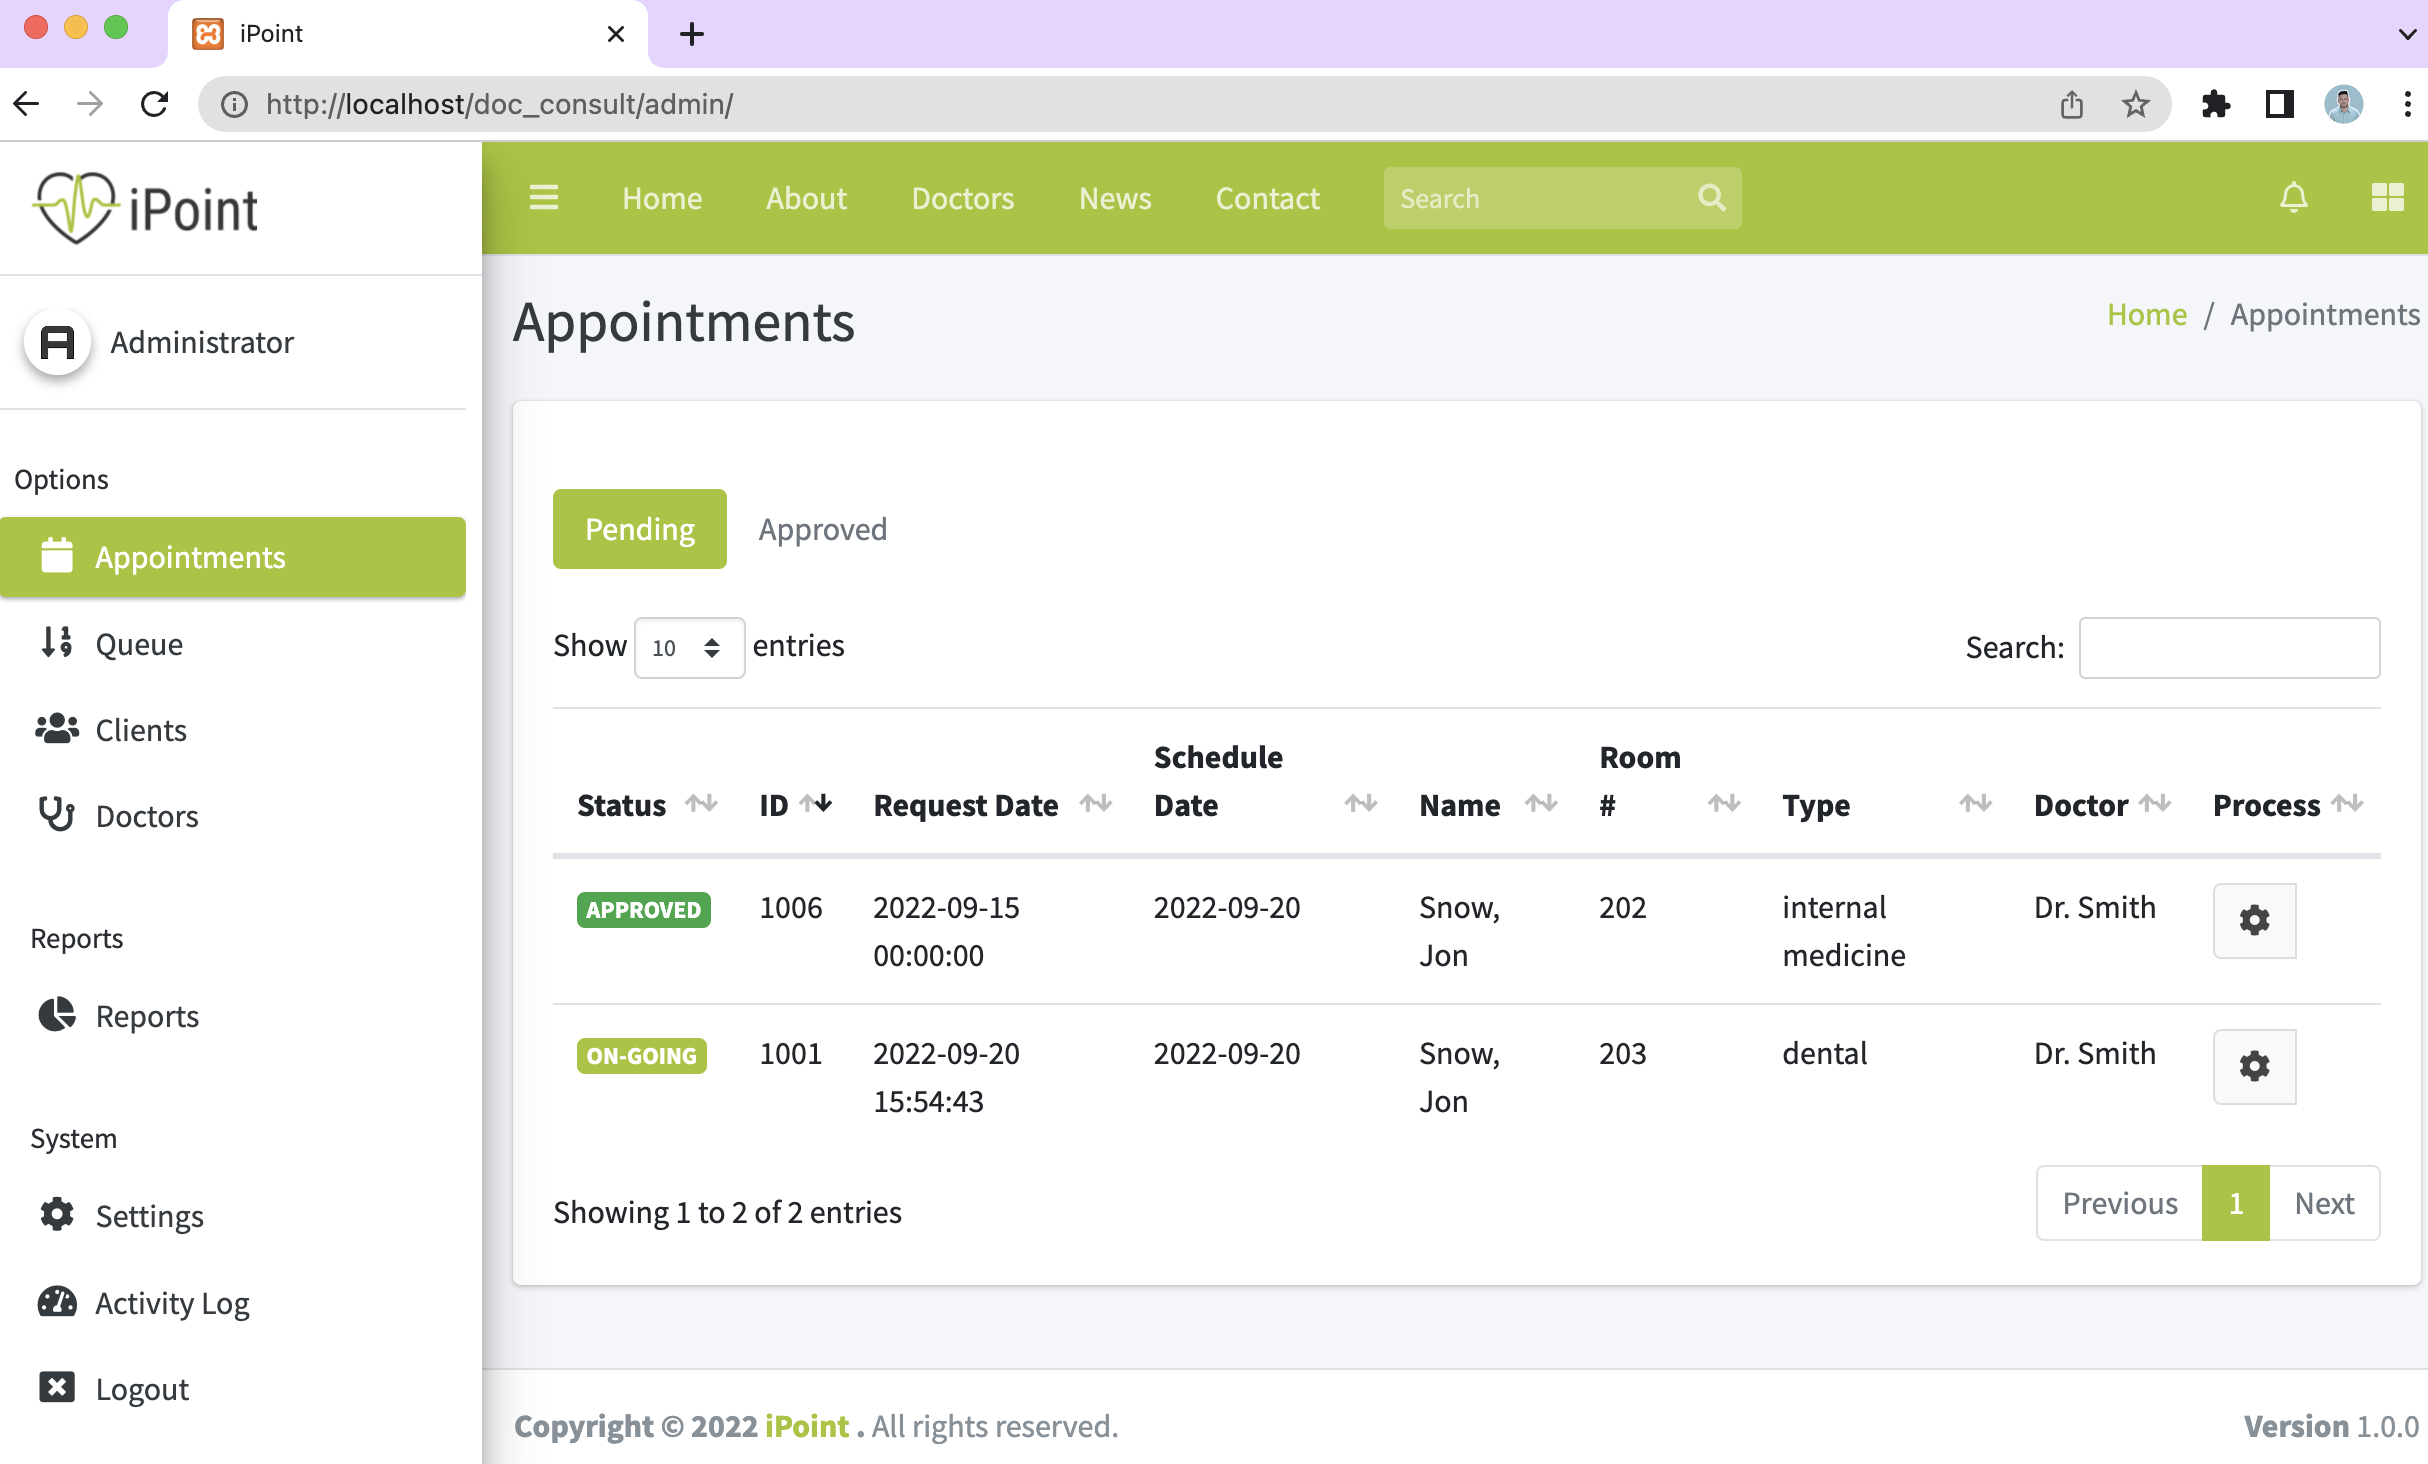 iPoint
http://localhost/doc_consult/admin/
iPoint
Home About Doctors News Contact Search
Administrator
Options
Appointments
Queue
Clients
Doctors
Reports
Reports
System
Settings
Activity Log
Logout
Appointments
Home / Appointments
Pending Approved
Show 10 entries
Search:
Status ID Request Date Schedule Date Name Room # Type Doctor Process
APPROVED 1006 2022-09-15 2022-09-20 Snow, 202 internal Dr. Smith
00:00:00 Jon medicine
ON-GOING 1001 2022-09-20 2022-09-20 Snow, 203 dental Dr. Smith
15:54:43 Jon
Showing 1 to 2 of 2 entries
Previous 1 Next
Copyright © 2022 iPoint . All rights reserved.
Version 1.0.0